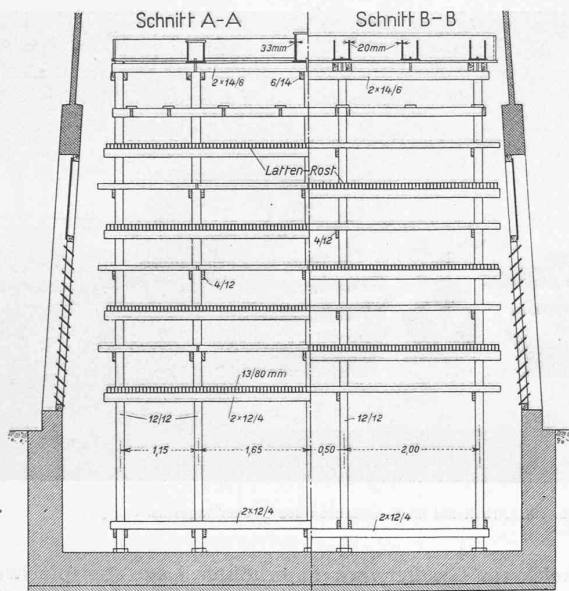 Schnitt A-A
Schnitt B-B
33mm
20mm
2×14/6
6/14
2×14/6
Latten-Rost
4/12
4/12
13/80 mm
12/12
2×12/4
12/12
1,15
1,65
0,50
2,00
2×12/4
2×12/4